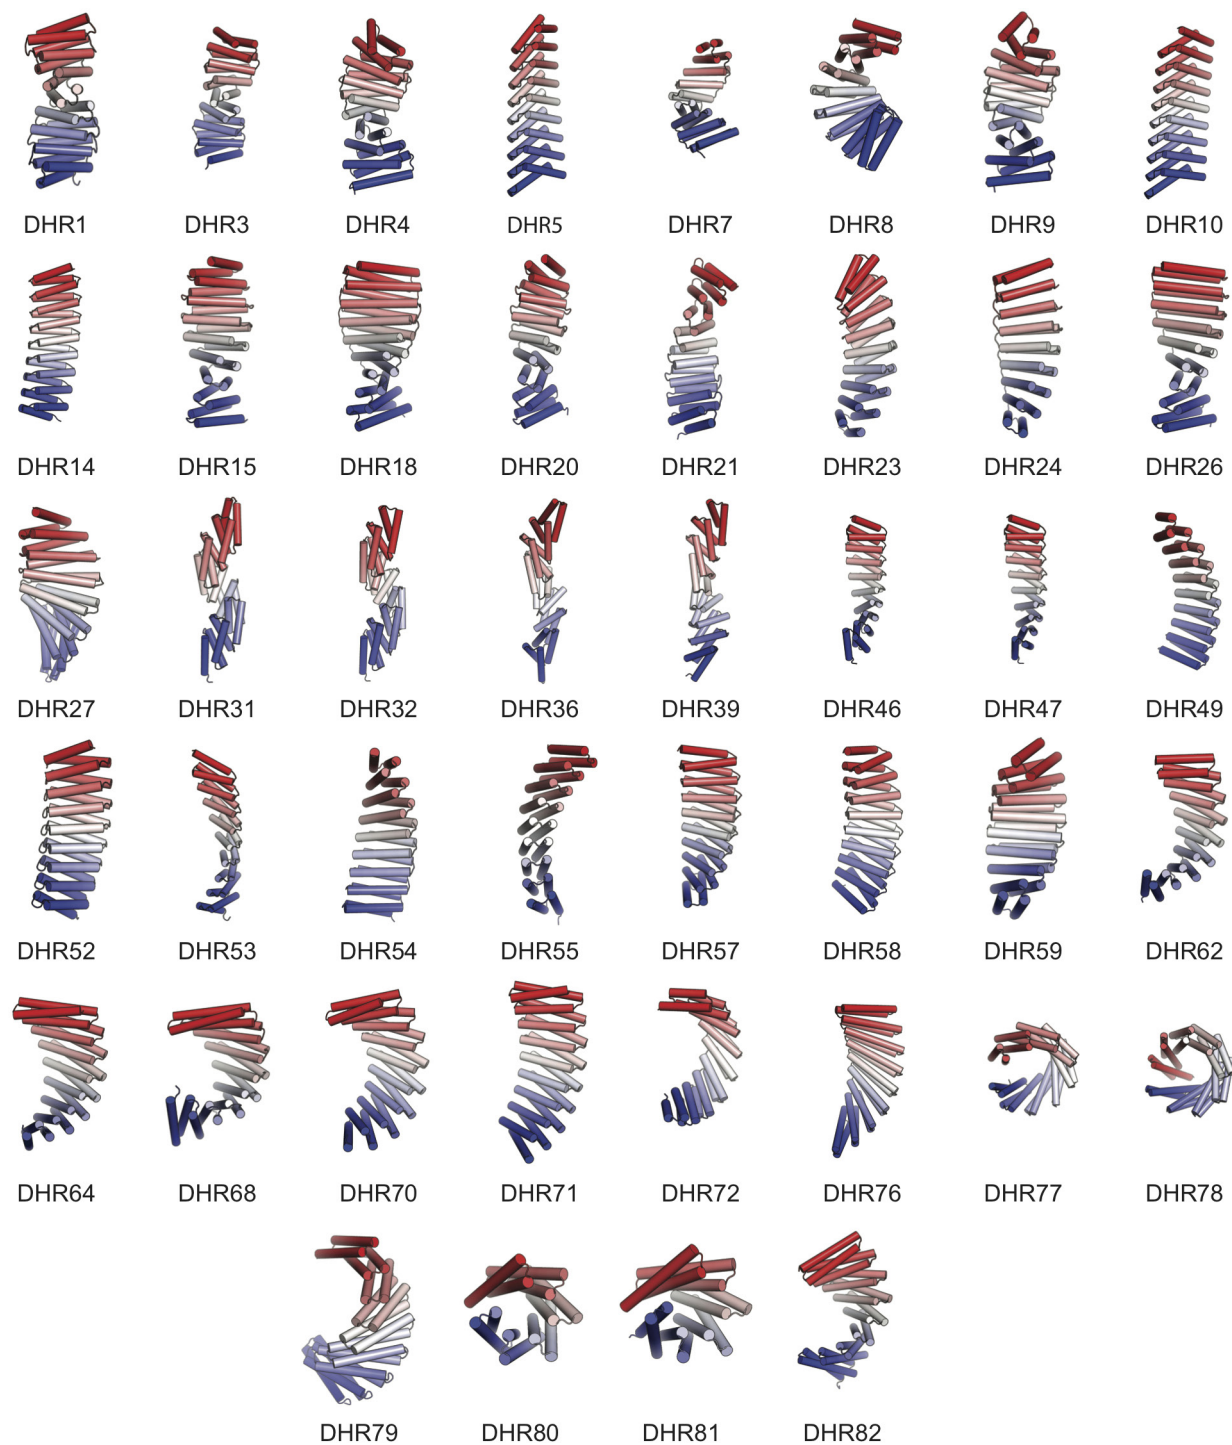 DHR1 DHR3 DHR4 DHR5 DHR7 DHR8 DHR9 DHR10
DHR14 DHR15 DHR18 DHR20 DHR21 DHR23 DHR24 DHR26
DHR27 DHR31 DHR32 DHR36 DHR39 DHR46 DHR47 DHR49
DHR52 DHR53 DHR54 DHR55 DHR57 DHR58 DHR59 DHR62
DHR64 DHR68 DHR70 DHR71 DHR72 DHR76 DHR77 DHR78
DHR79 DHR80 DHR81 DHR82